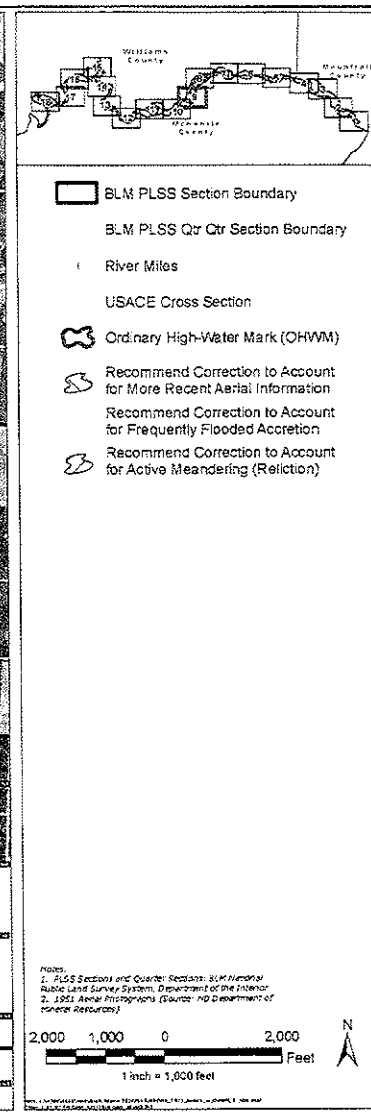 Williams
County
Mountrail
County
McKenzie
County
BLM PLSS Section Boundary
BLM PLSS Qtr Qtr Section Boundary
River Miles
USACE Cross Section
Ordinary High-Water Mark (OHWM)
Recommend Correction to Account
for More Recent Aerial Information
Recommend Correction to Account
for Frequently Flooded Accretion
Recommend Correction to Account
for Active Meandering (Reliction)
Notes:
1. PLSS Sections and Quarter Sections: BLM National
Public Land Survey System, Department of the Interior
2. 1951 Aerial Photographs (Source: ND Department of
Mineral Resources)
2,000 1,000 0 2,000
Feet
N
1 inch = 1,000 feet